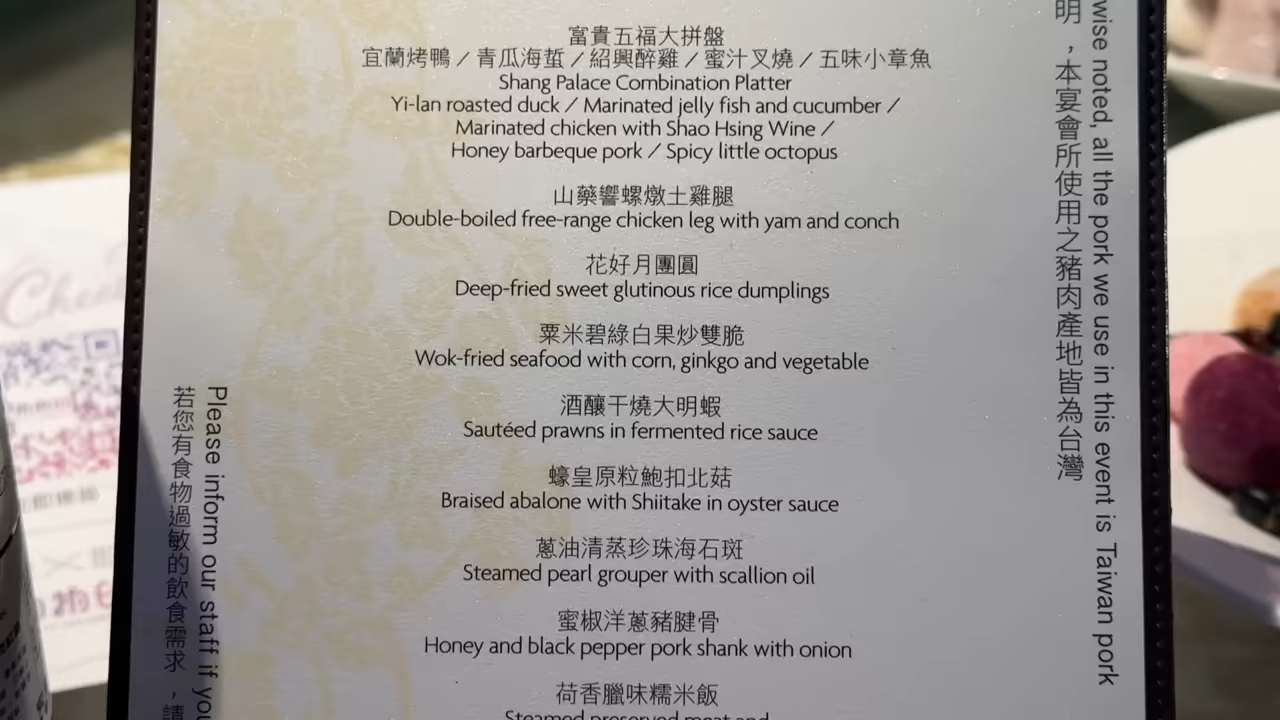 富貴五福大拼盤
宜蘭烤鴨／青瓜海蜇／紹興醉雞／蜜汁叉燒／五味小章魚
Shang Palace Combination Platter
Yi-lan roasted duck / Marinated jelly fish and cucumber /
Marinated chicken with Shao Hsing Wine /
Honey barbeque pork / Spicy little octopus
山藥響螺燉土雞腿
Double-boiled free-range chicken leg with yam and conch
花好月團圓
Deep-fried sweet glutinous rice dumplings
粟米碧綠白果炒雙脆
Wok-fried seafood with corn, ginkgo and vegetable
酒釀干燒大明蝦
Sautéed prawns in fermented rice sauce
蠔皇原粒鮑扣北菇
Braised abalone with Shiitake in oyster sauce
蔥油清蒸珍珠海石斑
Steamed pearl grouper with scallion oil
蜜椒洋蔥豬腱骨
Honey and black pepper pork shank with onion
荷香臘味糯米飯
Steamed preserved meat and
wise noted, all the pork we use in this event is Taiwan pork
明，本宴會所使用之豬肉產地皆為台灣
Please inform our staff if you
若您有食物過敏的飲食需求，請